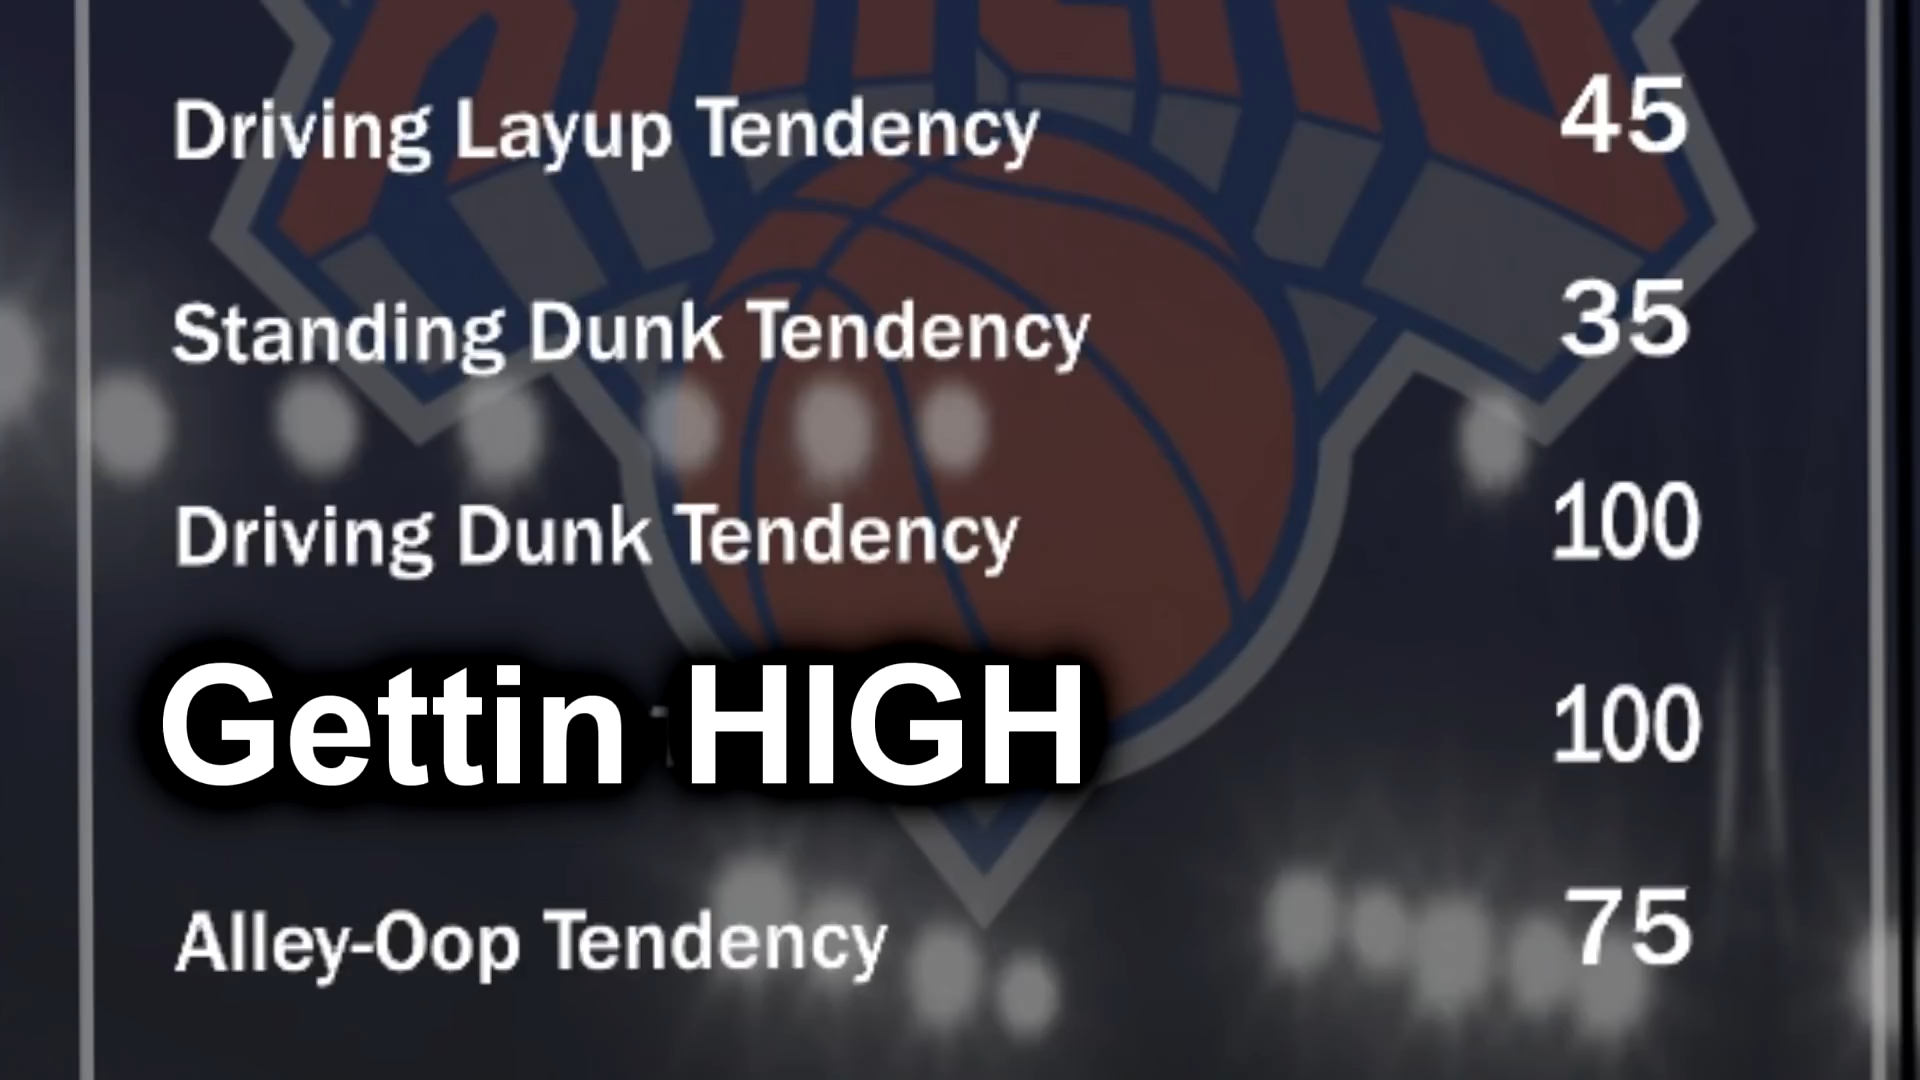 KNICKS
Driving Layup Tendency 45
Standing Dunk Tendency 35
Driving Dunk Tendency 100
Gettin HIGH 100
Alley-Oop Tendency 75